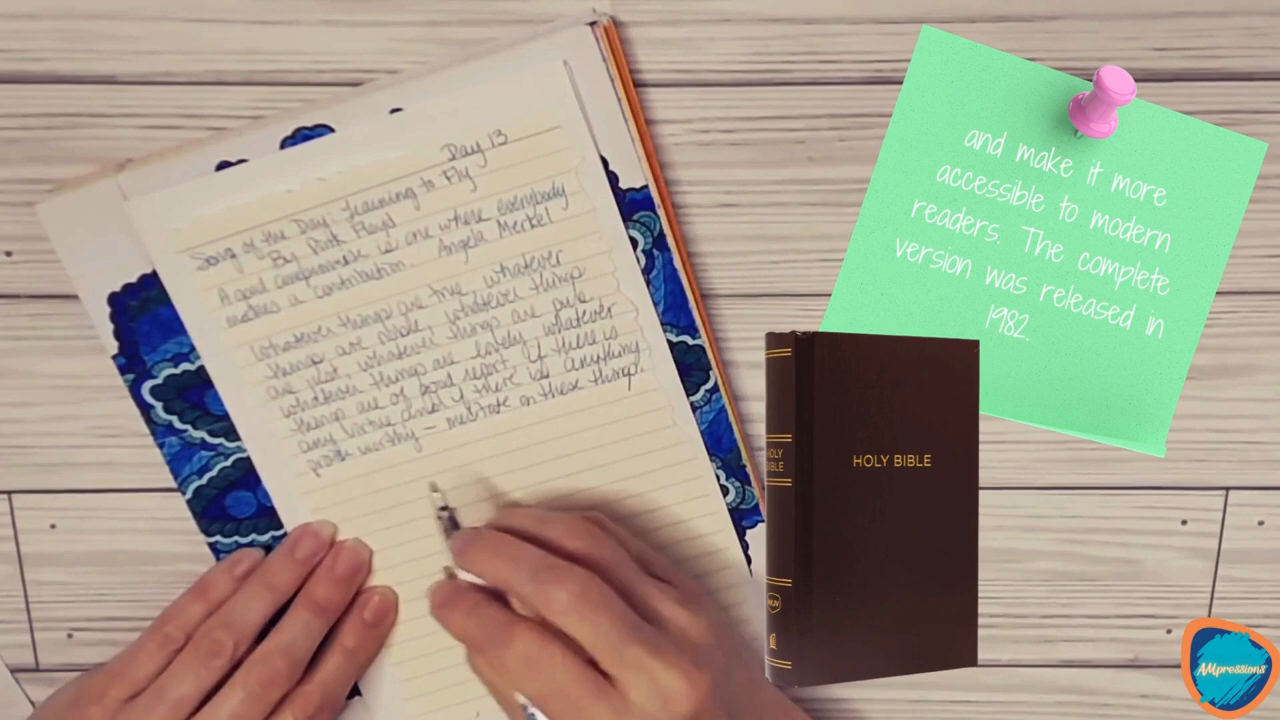 Day 13
Song of the Day: Learning to Fly
By Pink Floyd
A good compromise is one where everybody
makes a contribution. Angela Merkel
Whatever things are true, whatever
things are noble, whatever things
are just, whatever things are pure
whatever things are lovely, whatever
things are of good report, if there is
any virtue and if there is anything
praise worthy – meditate on these things.
and make it more
accessible to modern
readers. The complete
version was released in
1982.
HOLY
BIBLE
NKJV
HOLY BIBLE
AMpressions